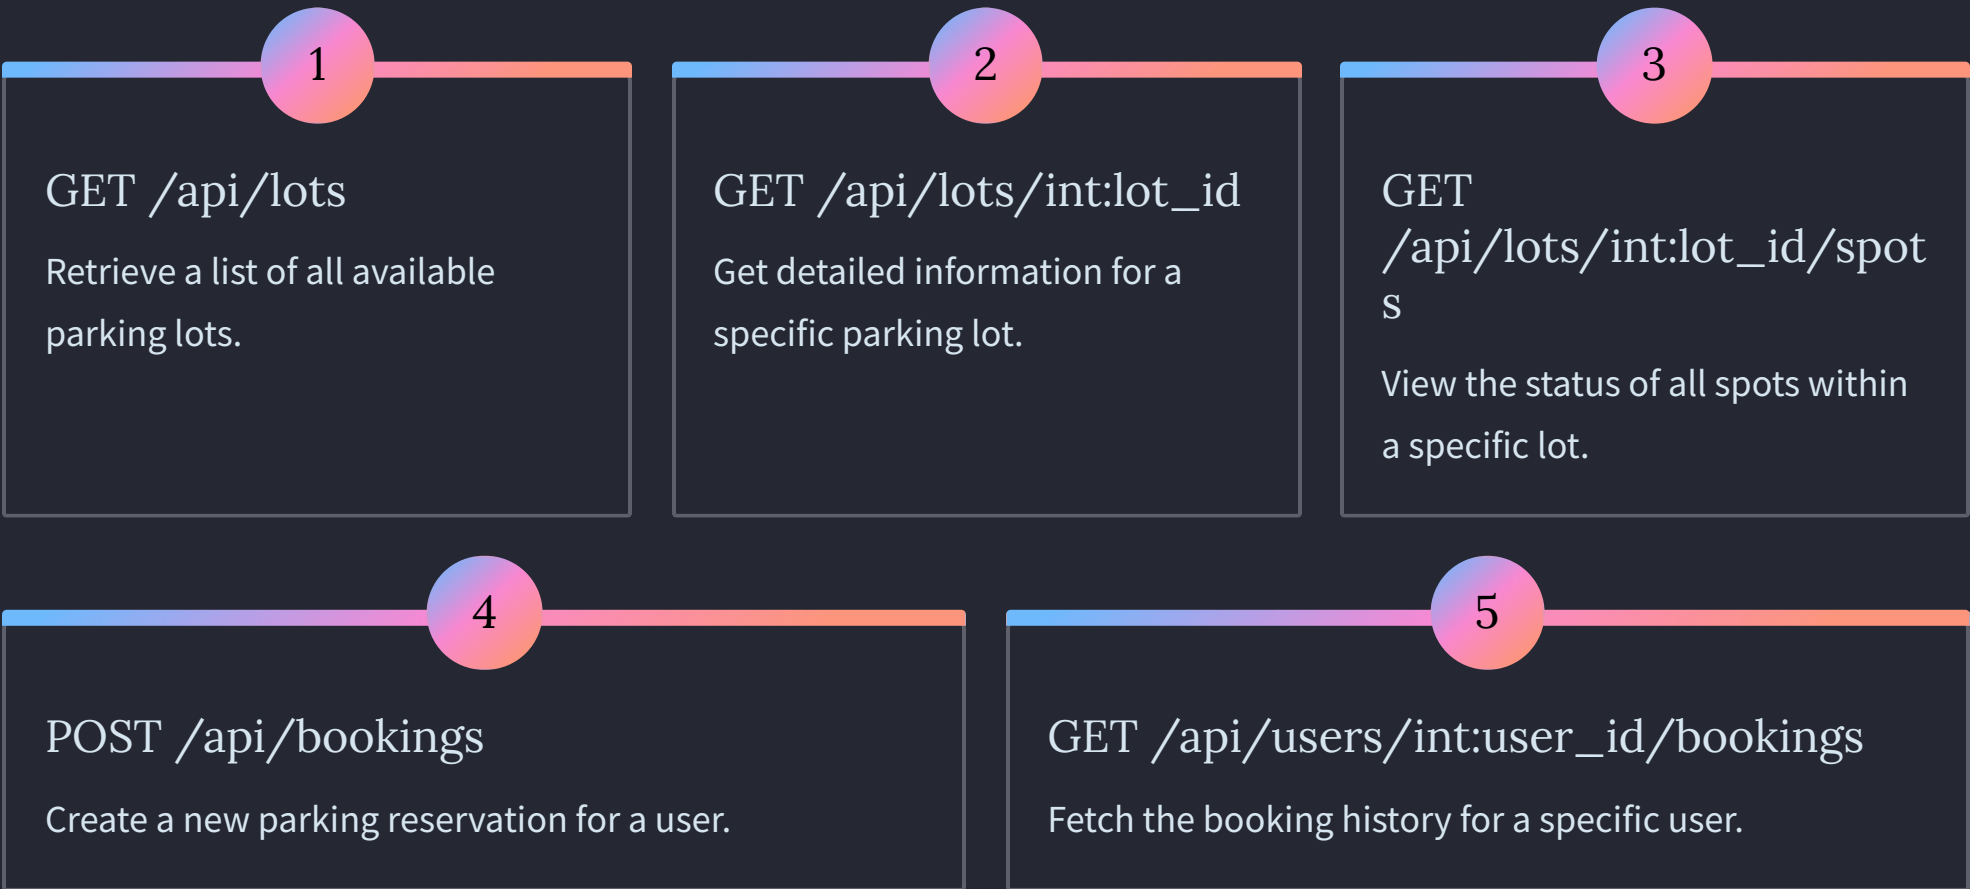 1
GET /api/lots
Retrieve a list of all available
parking lots.
2
GET /api/lots/int:lot_id
Get detailed information for a
specific parking lot.
3
GET
/api/lots/int:lot_id/spot
s
View the status of all spots within
a specific lot.
4
POST /api/bookings
Create a new parking reservation for a user.
5
GET /api/users/int:user_id/bookings
Fetch the booking history for a specific user.